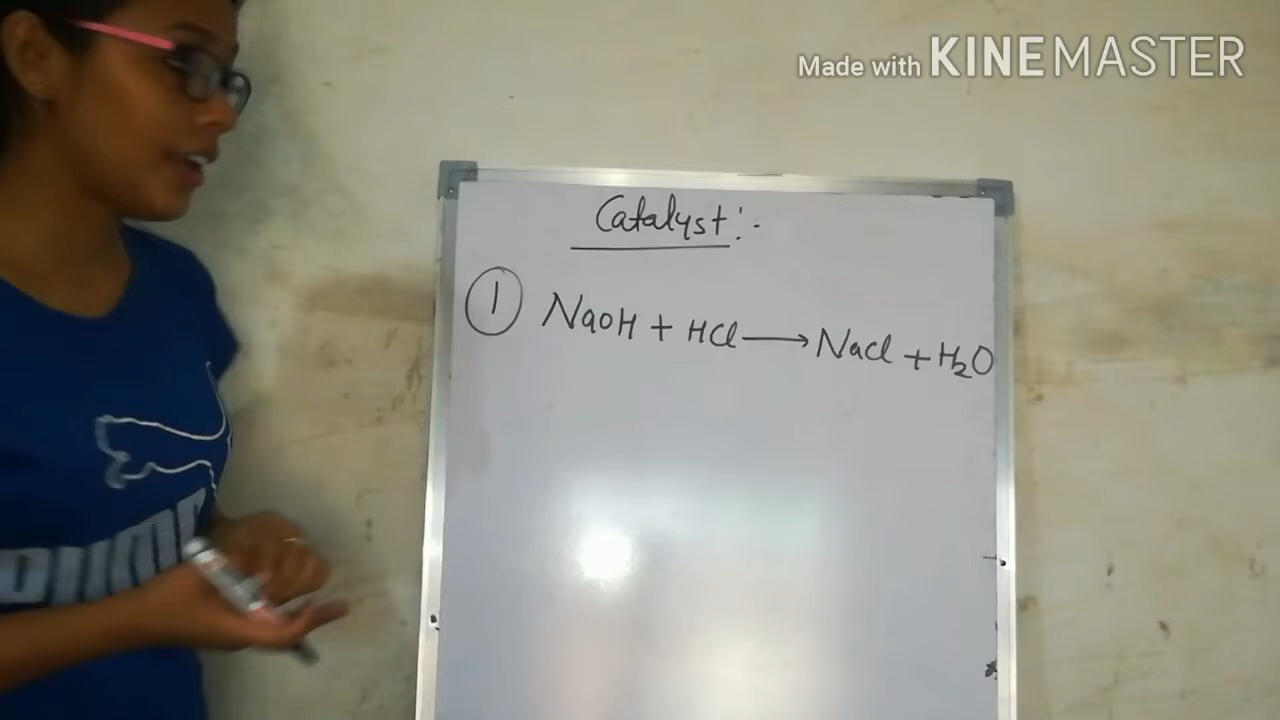 Made with KINEMASTER
Catalyst :-
1 NaOH + HCl ⟶ NaCl + H₂O